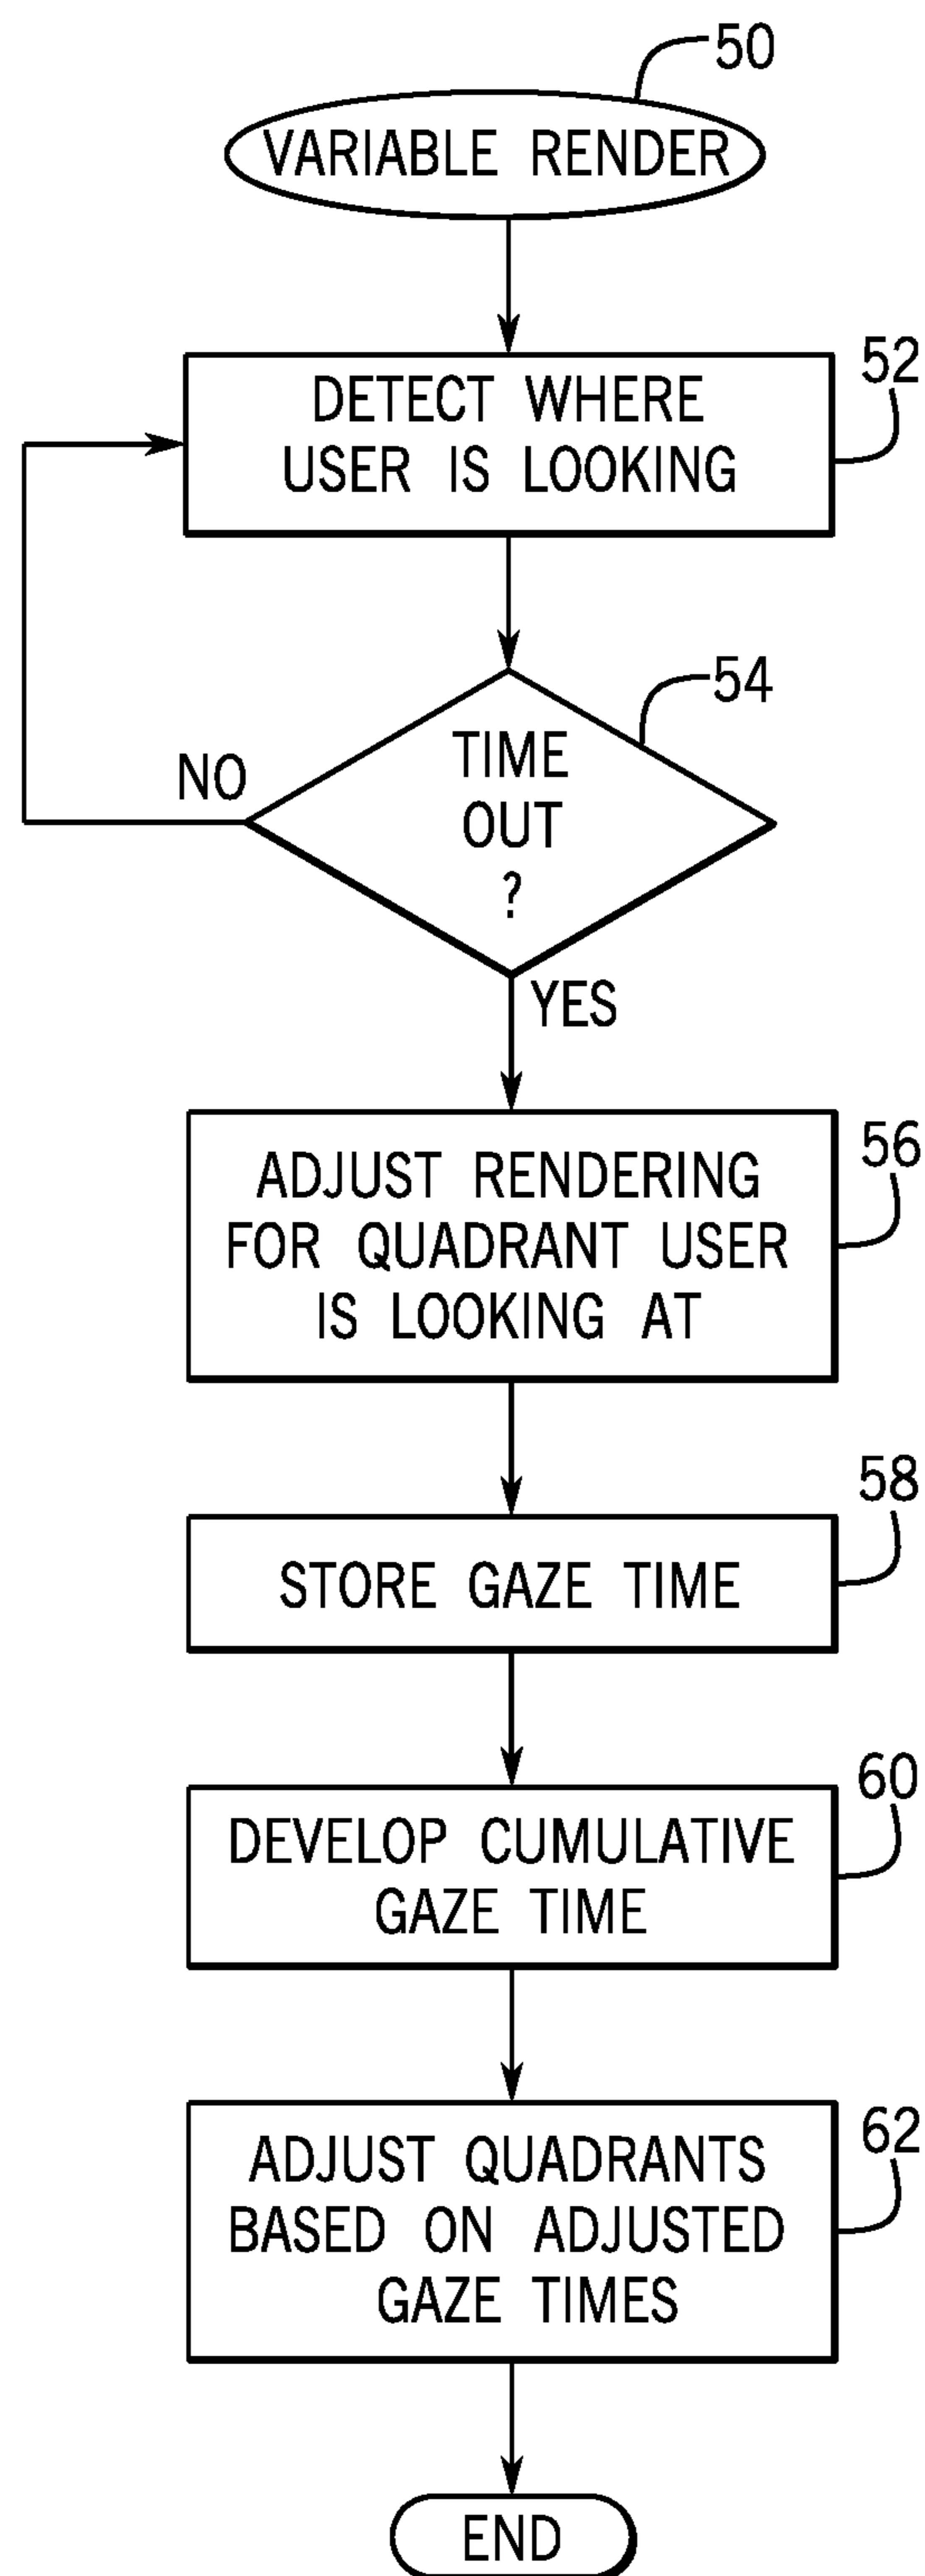 50
VARIABLE RENDER
52
DETECT WHERE
USER IS LOOKING
54
TIME
OUT
?
NO
YES
56
ADJUST RENDERING
FOR QUADRANT USER
IS LOOKING AT
58
STORE GAZE TIME
60
DEVELOP CUMULATIVE
GAZE TIME
62
ADJUST QUADRANTS
BASED ON ADJUSTED
GAZE TIMES
END